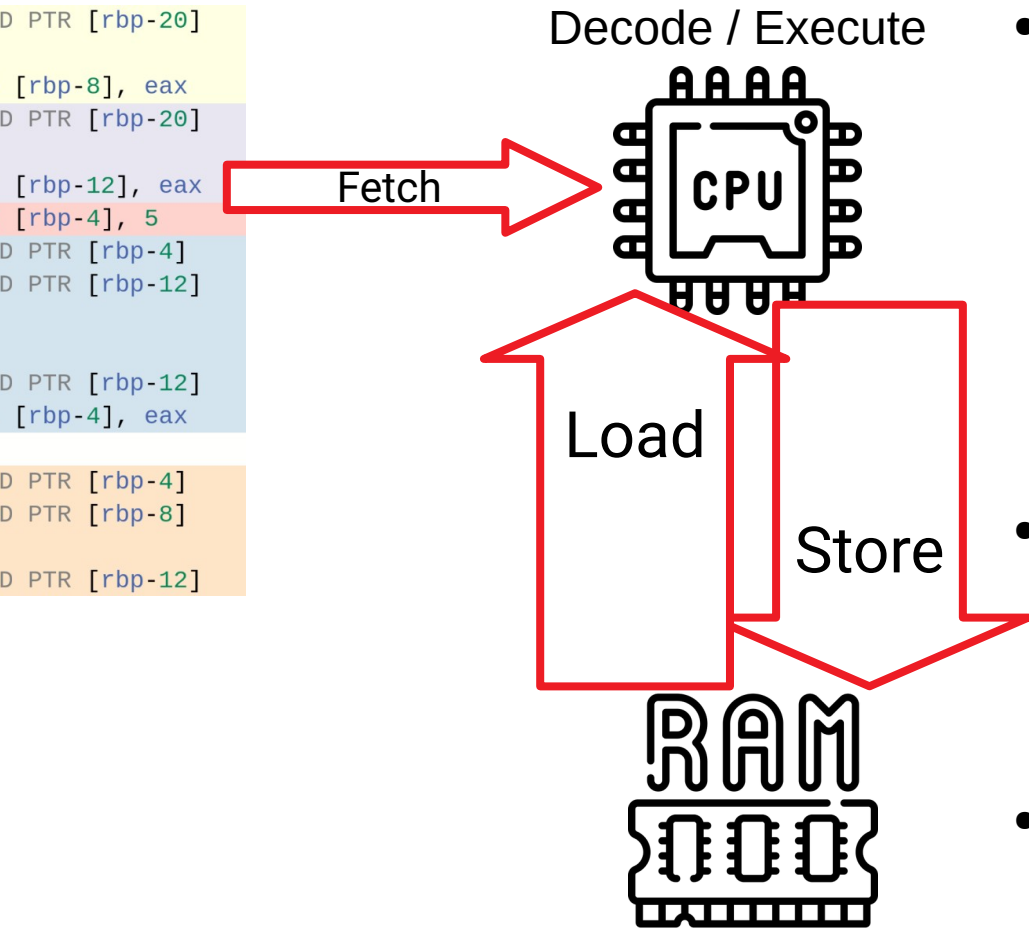 D PTR [rbp-20]
[rbp-8], eax
D PTR [rbp-20]
[rbp-12], eax
[rbp-4], 5
D PTR [rbp-4]
D PTR [rbp-12]
D PTR [rbp-12]
[rbp-4], eax
D PTR [rbp-4]
D PTR [rbp-8]
D PTR [rbp-12]
Fetch
Decode / Execute
CPU
Load
Store
RAM